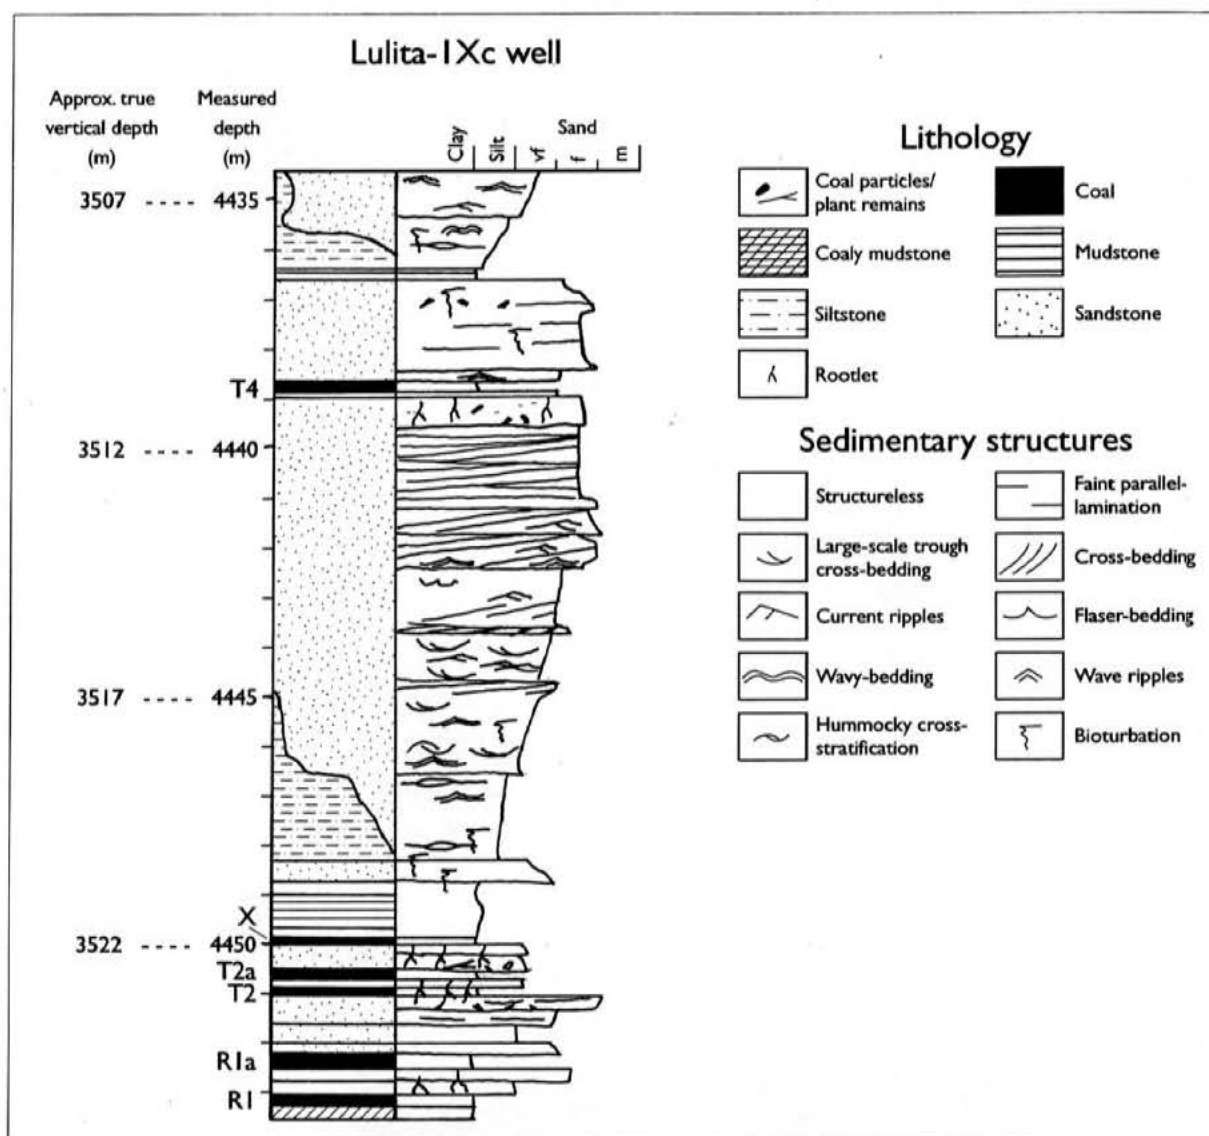 Lulita-1Xc well
Approx. true
vertical depth
(m)
Measured
depth
(m)
Clay
Silt
Sand
vf
f
m
3507 ---- 4435
T4
3512 ---- 4440
3517 ---- 4445
X
3522 ---- 4450
T2a
T2
R1a
R1
Lithology
Coal particles/
plant remains
Coal
Coaly mudstone
Mudstone
Siltstone
Sandstone
Rootlet
Sedimentary structures
Structureless
Faint parallel-
lamination
Large-scale trough
cross-bedding
Cross-bedding
Current ripples
Flaser-bedding
Wavy-bedding
Wave ripples
Hummocky cross-
stratification
Bioturbation